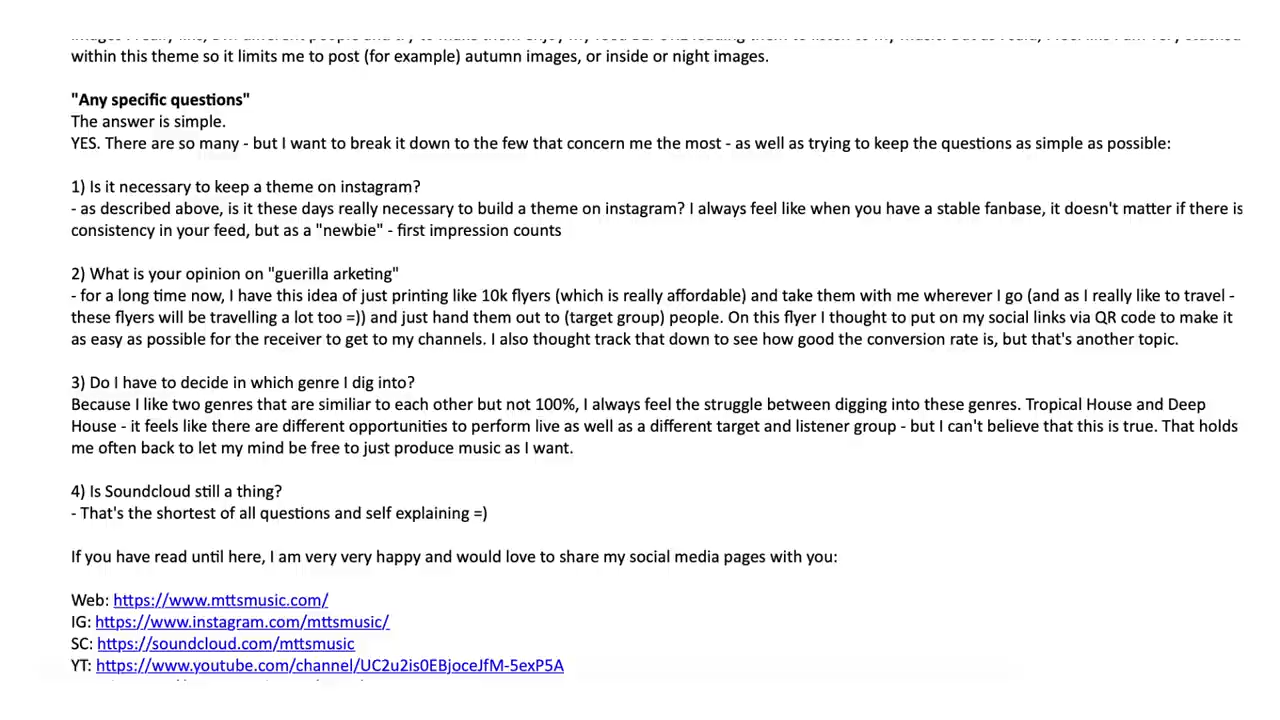 images I really like,
within this theme so it limits me to post (for example) autumn images, or inside or night images.
"Any specific questions"
The answer is simple.
YES. There are so many - but I want to break it down to the few that concern me the most - as well as trying to keep the questions as simple as possible:
1) Is it necessary to keep a theme on instagram?
- as described above, is it these days really necessary to build a theme on instagram? I always feel like when you have a stable fanbase, it doesn't matter if there is
consistency in your feed, but as a "newbie" - first impression counts
2) What is your opinion on "guerilla arketing"
- for a long time now, I have this idea of just printing like 10k flyers (which is really affordable) and take them with me wherever I go (and as I really like to travel -
these flyers will be travelling a lot too =)) and just hand them out to (target group) people. On this flyer I thought to put on my social links via QR code to make it
as easy as possible for the receiver to get to my channels. I also thought track that down to see how good the conversion rate is, but that's another topic.
3) Do I have to decide in which genre I dig into?
Because I like two genres that are similiar to each other but not 100%, I always feel the struggle between digging into these genres. Tropical House and Deep
House - it feels like there are different opportunities to perform live as well as a different target and listener group - but I can't believe that this is true. That holds
me often back to let my mind be free to just produce music as I want.
4) Is Soundcloud still a thing?
- That's the shortest of all questions and self explaining =)
If you have read until here, I am very very happy and would love to share my social media pages with you:
Web: https://www.mttsmusic.com/
IG: https://www.instagram.com/mttsmusic/
SC: https://soundcloud.com/mttsmusic
YT: https://www.youtube.com/channel/UC2u2is0EBjoceJfM-5exP5A